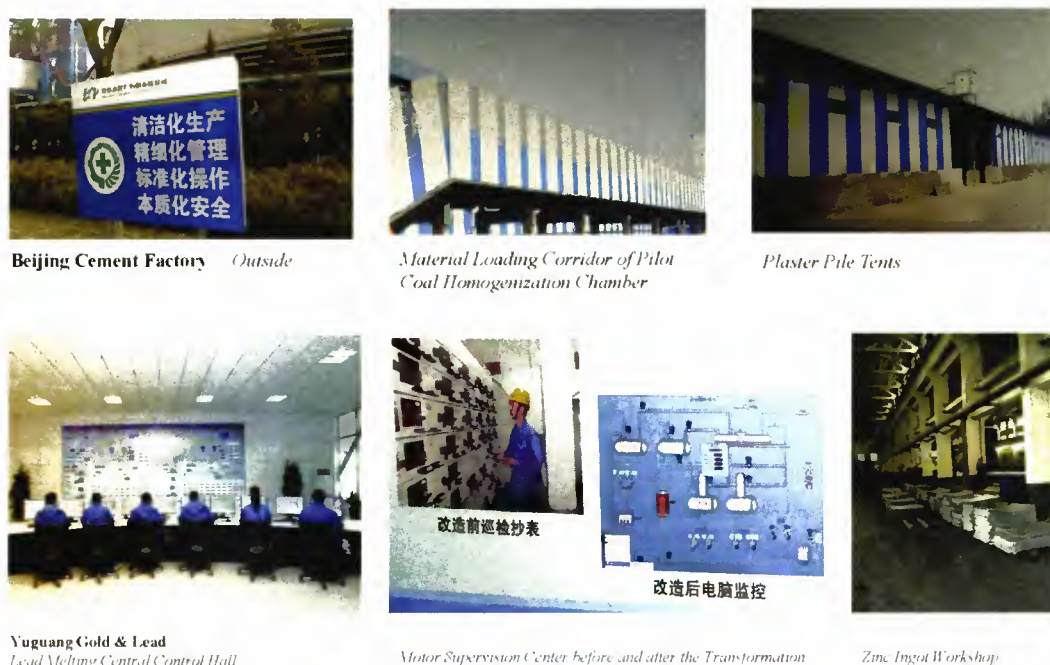 清洁化生产
精细化管理
标准化操作
本质化安全
Beijing Cement Factory Outside
Material Loading Corridor of Pilot
Coal Homogenization Chamber
Plaster Pile Tents
改造前巡检抄表
改造后电脑监控
Yuguang Gold & Lead
Lead Melting Central Control Hall
Motor Supervision Center before and after the Transformation
Zinc Ingot Workshop